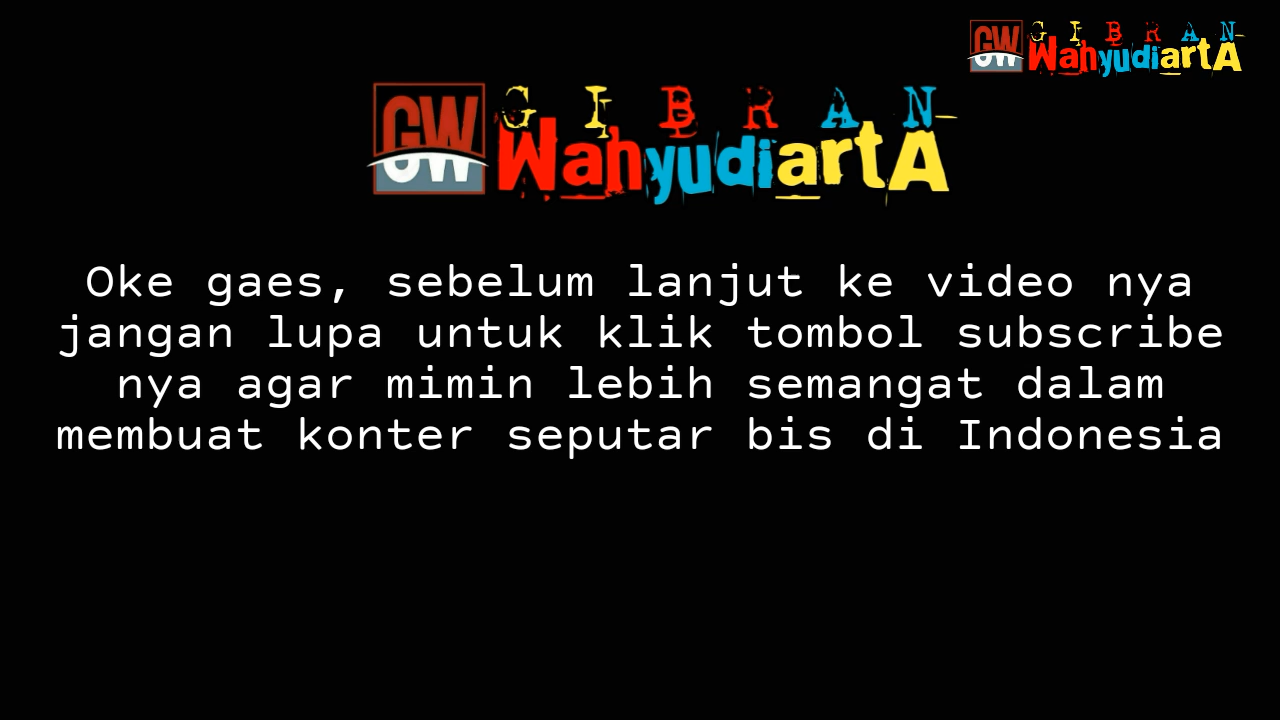 GW GIBRAN
WahyudiartA
GW GIBRAN
WahyudiartA
Oke gaes, sebelum lanjut ke video nya
jangan lupa untuk klik tombol subscribe
nya agar mimin lebih semangat dalam
membuat konter seputar bis di Indonesia